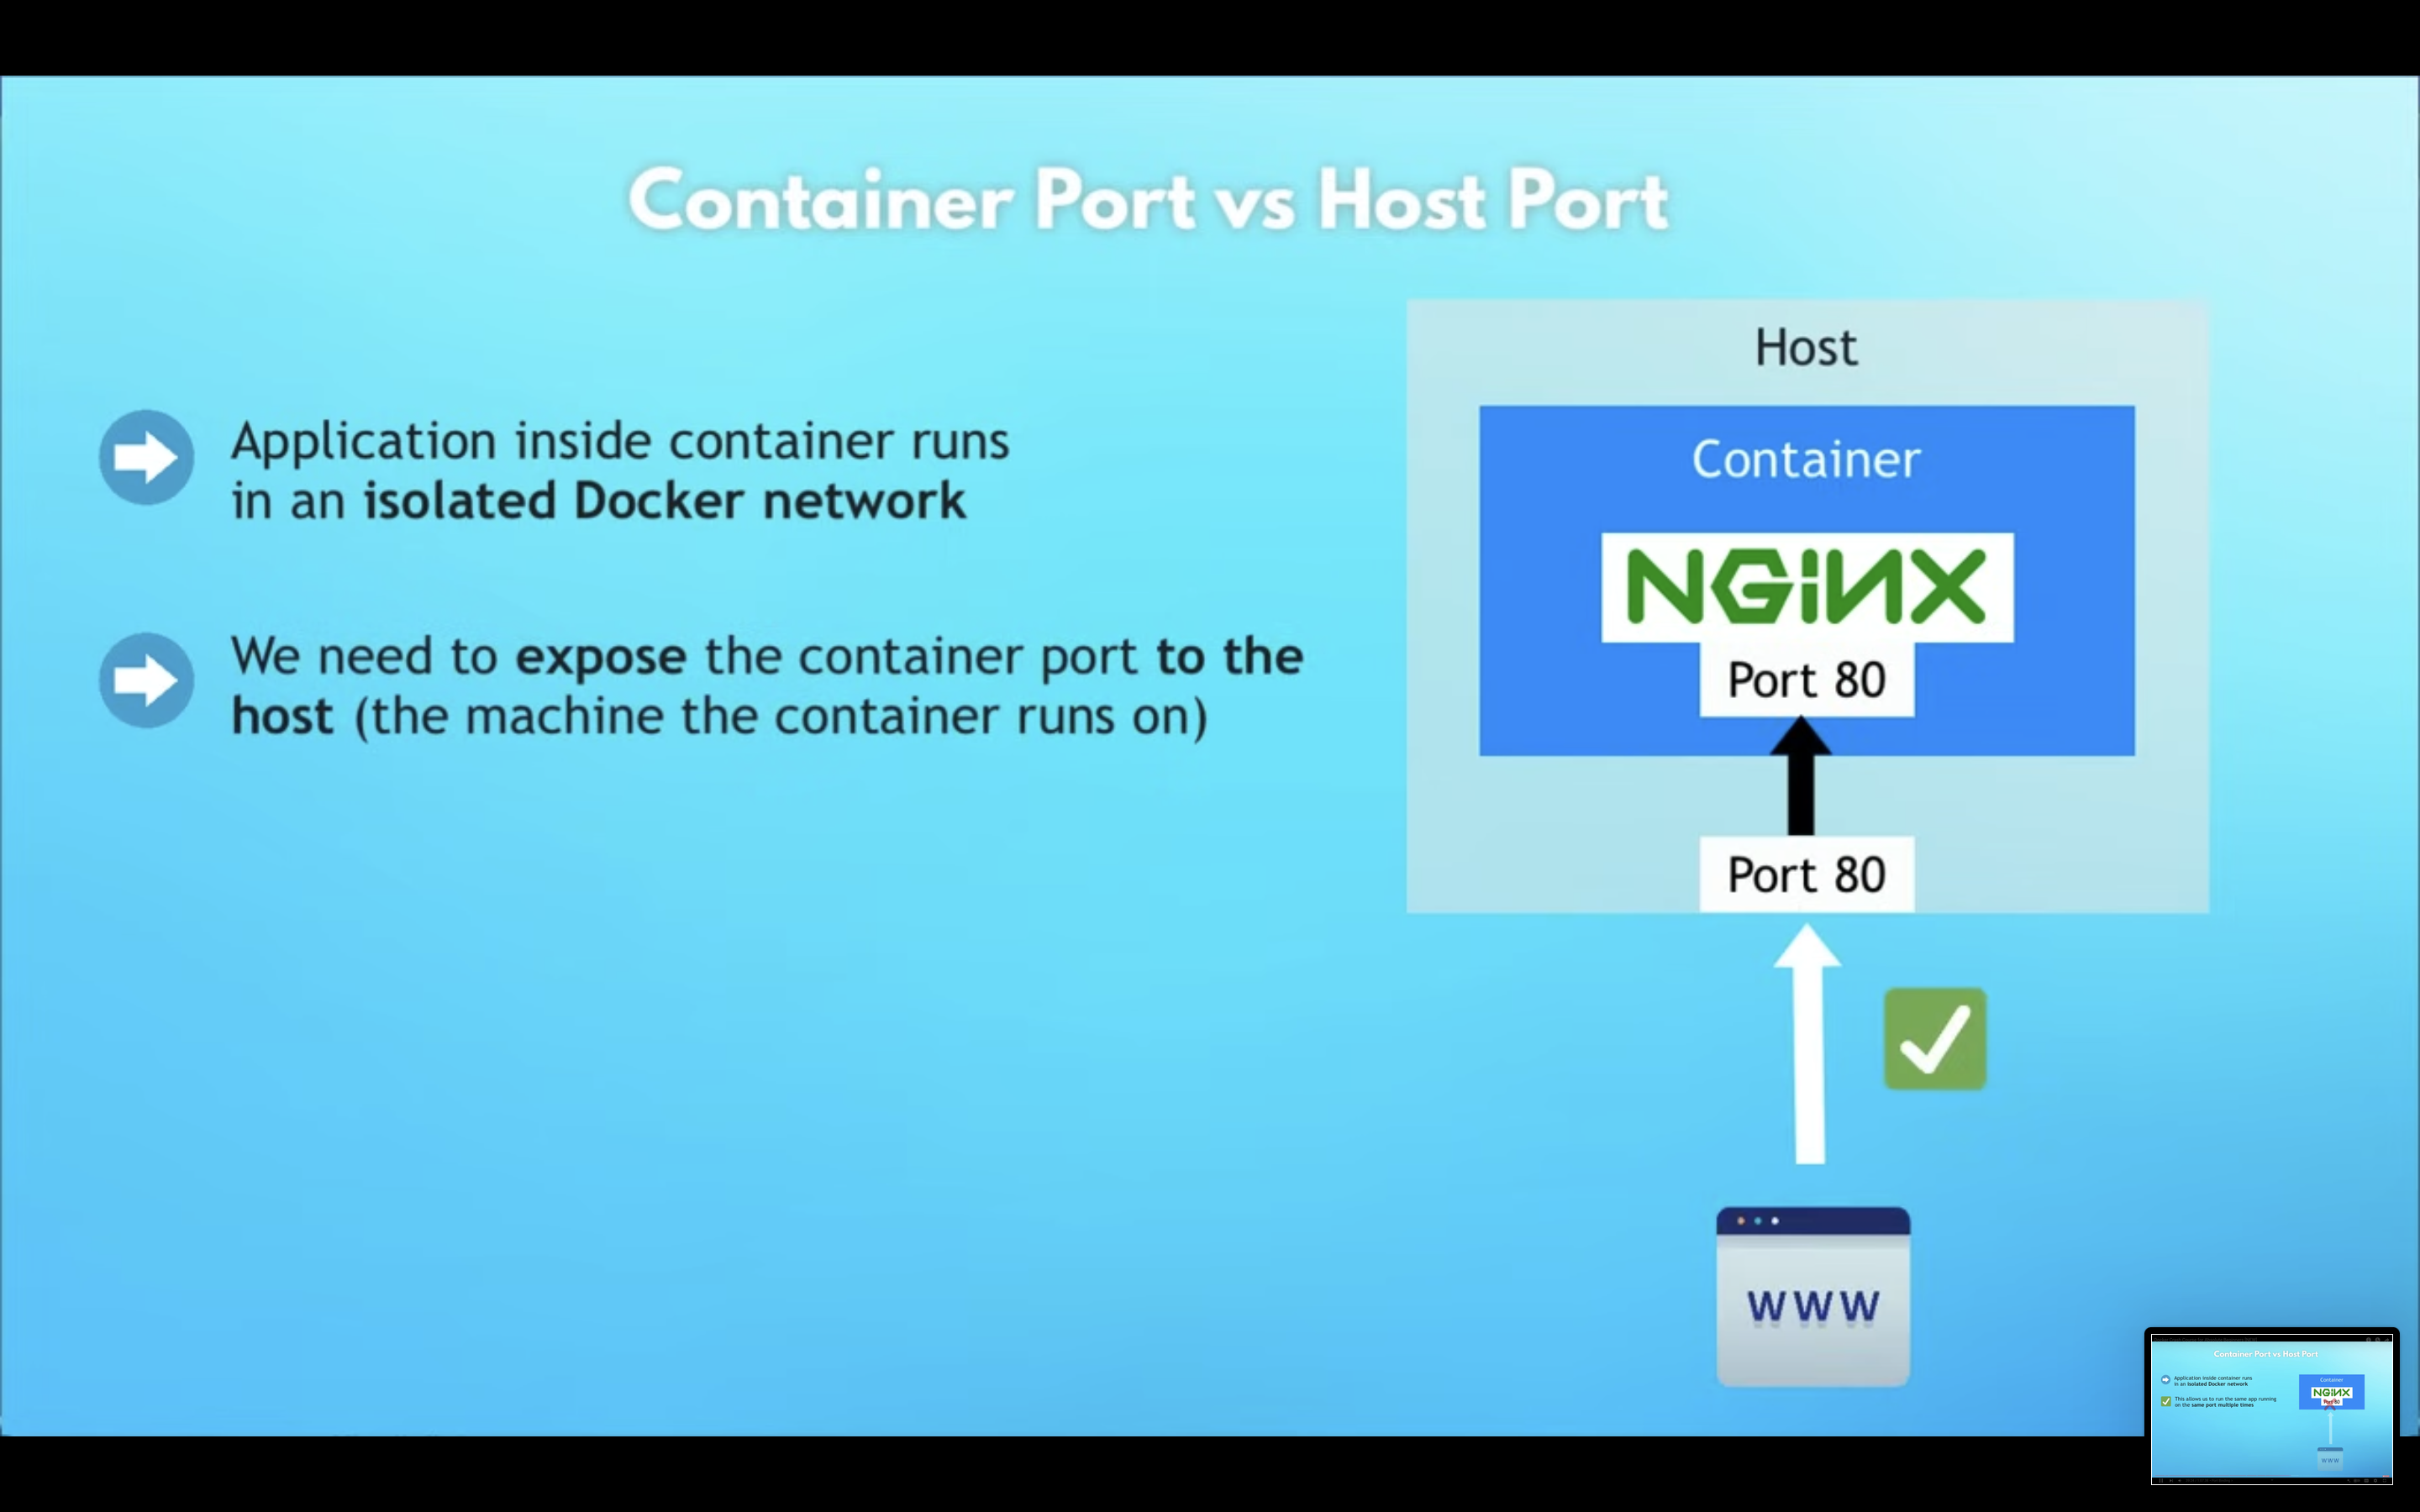 Container Port vs Host Port
Application inside container runs
in an isolated Docker network
We need to expose the container port to the
host (the machine the container runs on)
Host
Container
NGiNX
Port 80
Port 80
WWW
Container Port vs Host Port
Application inside container runs
in an isolated Docker network
This allows us to run the same app running
on the same port multiple times
Container
NGiNX
WWW